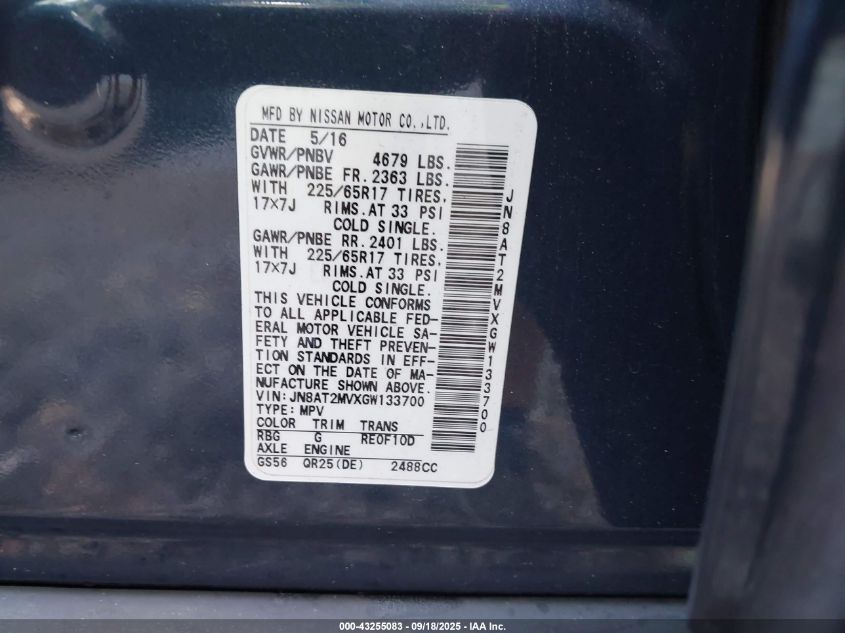 MFD BY NISSAN MOTOR CO.,LTD.
DATE 5/16
GVWR/PNBV 4679 LBS.
GAWR/PNBE FR. 2363 LBS.
WITH 225/65R17 TIRES,
17×7J RIMS.AT 33 PSI
COLD SINGLE.
GAWR/PNBE RR. 2401 LBS.
WITH 225/65R17 TIRES,
17×7J RIMS.AT 33 PSI
COLD SINGLE.
THIS VEHICLE CONFORMS
TO ALL APPLICABLE FED-
ERAL MOTOR VEHICLE SA-
FETY AND THEFT PREVEN-
TION STANDARDS IN EFF-
ECT ON THE DATE OF MA-
NUFACTURE SHOWN ABOVE.
VIN:JN8AT2MVXGW133700
TYPE: MPV
COLOR TRIM TRANS
RBG G RE0F10D
AXLE ENGINE
GS56 QR25(DE) 2488CC
JN8AT2MVXGW133700
000-43255083 - 09/18/2025 - IAA Inc.